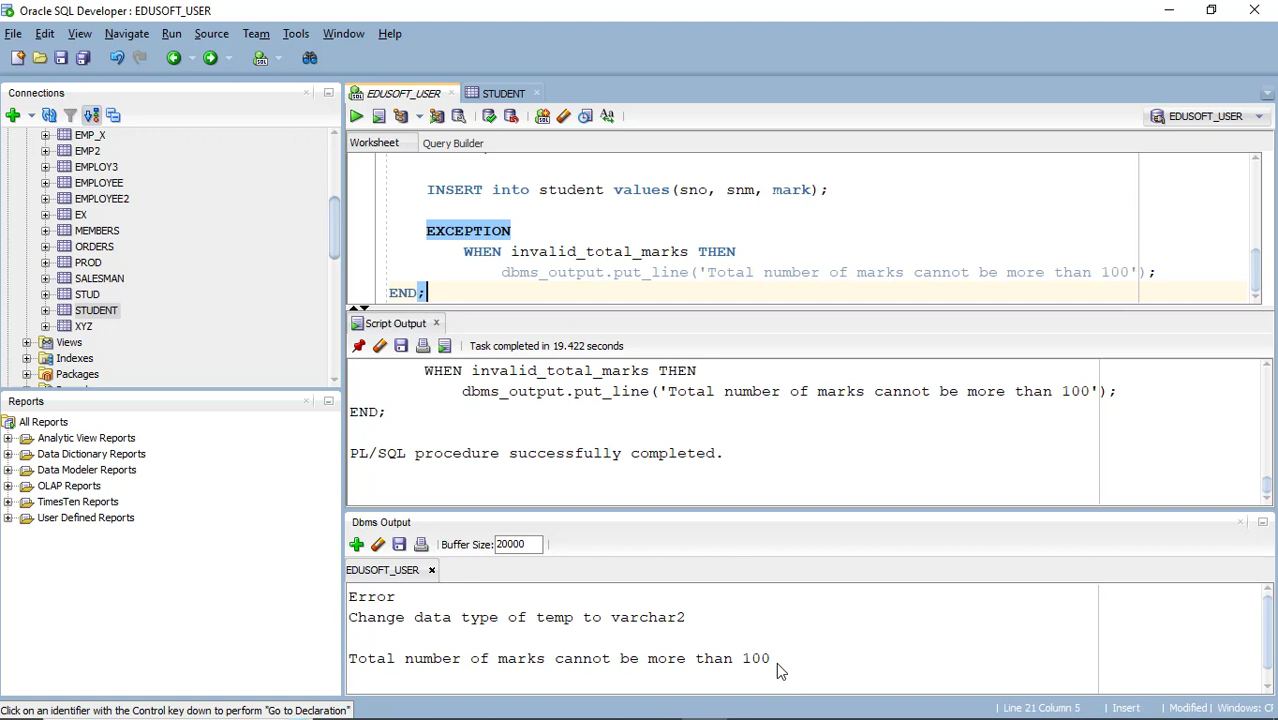 Oracle SQL Developer : EDUSOFT_USER
File Edit View Navigate Run Source Team Tools Window Help
Connections
EMP_X
EMP2
EMPLOY3
EMPLOYEE
EMPLOYEE2
EX
MEMBERS
ORDERS
PROD
SALESMAN
STUD
STUDENT
XYZ
Views
Indexes
Packages
Reports
All Reports
Analytic View Reports
Data Dictionary Reports
Data Modeler Reports
OLAP Reports
TimesTen Reports
User Defined Reports
EDUSOFT_USER STUDENT
EDUSOFT_USER
Worksheet Query Builder
INSERT into student values(sno, snm, mark);
EXCEPTION
WHEN invalid_total_marks THEN
dbms_output.put_line('Total number of marks cannot be more than 100');
END;
Script Output
Task completed in 19.422 seconds
WHEN invalid_total_marks THEN
dbms_output.put_line('Total number of marks cannot be more than 100');
END;
PL/SQL procedure successfully completed.
Dbms Output
Buffer Size: 20000
EDUSOFT_USER
Error
Change data type of temp to varchar2
Total number of marks cannot be more than 100
Click on an identifier with the Control key down to perform "Go to Declaration"
Line 21 Column 5 Insert Modified Windows: CF